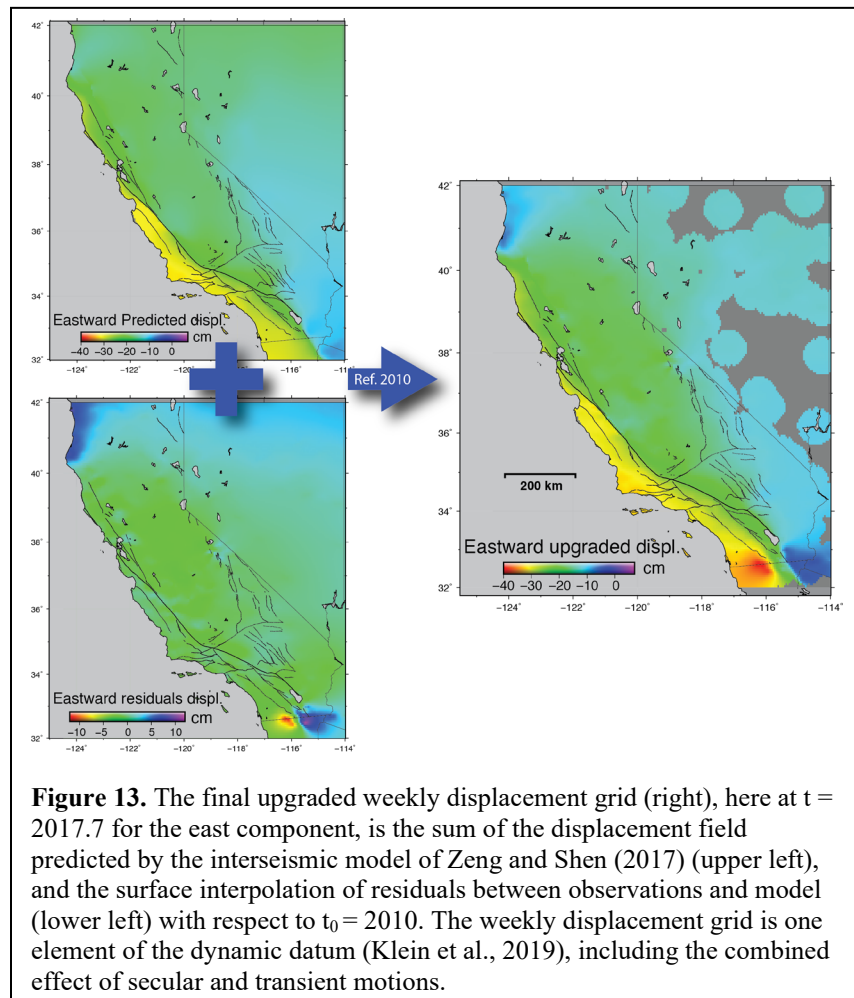 42˚
40˚
38˚
36˚
34˚
32˚
Eastward Predicted displ.
cm
−40 −30 −20 −10 0
−124˚ −122˚ −120˚ −118˚ −116˚ −114˚
42˚
40˚
38˚
36˚
34˚
32˚
Eastward residuals displ.
cm
−10 −5 0 5 10
−124˚ −122˚ −120˚ −118˚ −116˚ −114˚
Ref. 2010
42˚
40˚
38˚
36˚
34˚
32˚
200 km
Eastward upgraded displ.
cm
−40 −30 −20 −10 0
−124˚ −122˚ −120˚ −118˚ −116˚ −114˚
Figure 13. The final upgraded weekly displacement grid (right), here at t =
2017.7 for the east component, is the sum of the displacement field
predicted by the interseismic model of Zeng and Shen (2017) (upper left),
and the surface interpolation of residuals between observations and model
(lower left) with respect to t₀ = 2010. The weekly displacement grid is one
element of the dynamic datum (Klein et al., 2019), including the combined
effect of secular and transient motions.